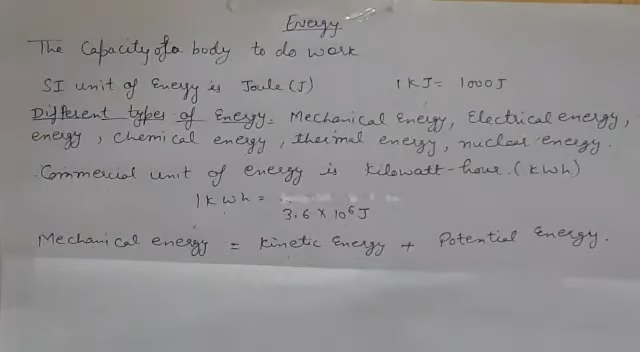 Energy.
The Capacity of a body to do work
SI unit of Energy is Joule (J) 1 KJ = 1000J
Different types of Energy - Mechanical Energy, Electrical energy,
energy, chemical energy, thermal energy, nuclear energy.
Commercial unit of energy is Kilowatt-hour. (kwh)
1 k w h =
3.6 × 10⁶ J
Mechanical energy = Kinetic Energy + Potential Energy.